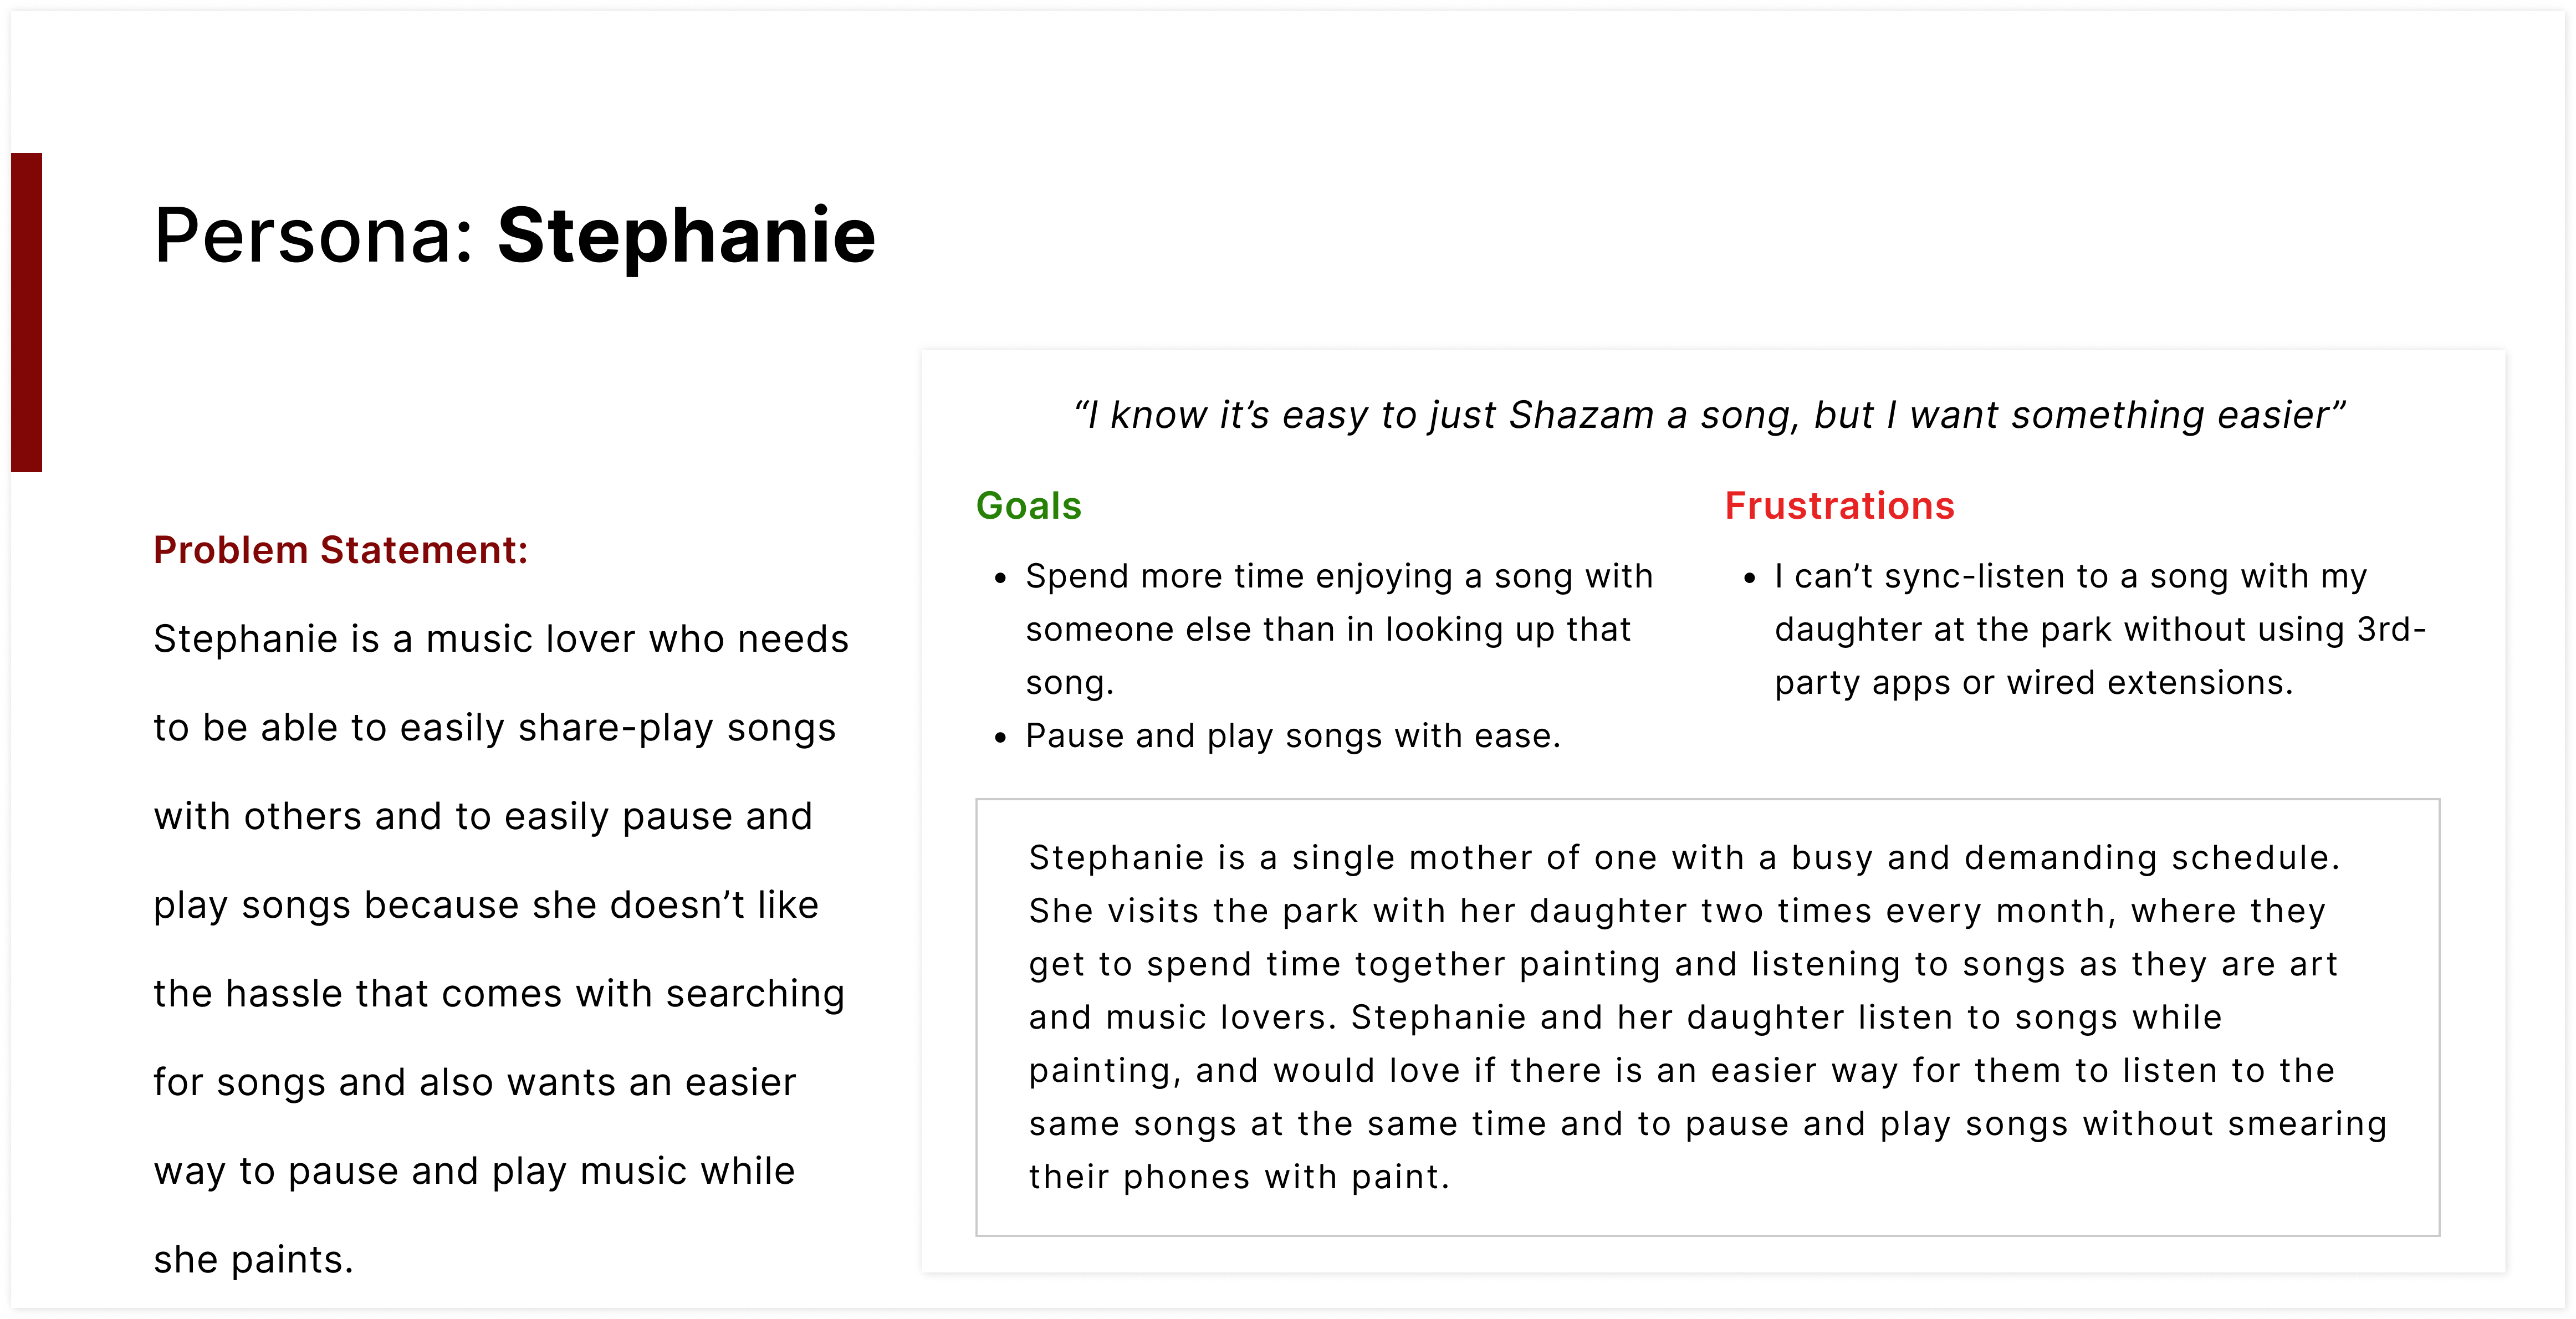 Persona: Stephanie
Problem Statement:
Stephanie is a music lover who needs
to be able to easily share-play songs
with others and to easily pause and
play songs because she doesn’t like
the hassle that comes with searching
for songs and also wants an easier
way to pause and play music while
she paints.
“I know it’s easy to just Shazam a song, but I want something easier”
Goals
• Spend more time enjoying a song with
someone else than in looking up that
song.
• Pause and play songs with ease.
Frustrations
• I can’t sync-listen to a song with my
daughter at the park without using 3rd-
party apps or wired extensions.
Stephanie is a single mother of one with a busy and demanding schedule.
She visits the park with her daughter two times every month, where they
get to spend time together painting and listening to songs as they are art
and music lovers. Stephanie and her daughter listen to songs while
painting, and would love if there is an easier way for them to listen to the
same songs at the same time and to pause and play songs without smearing
their phones with paint.